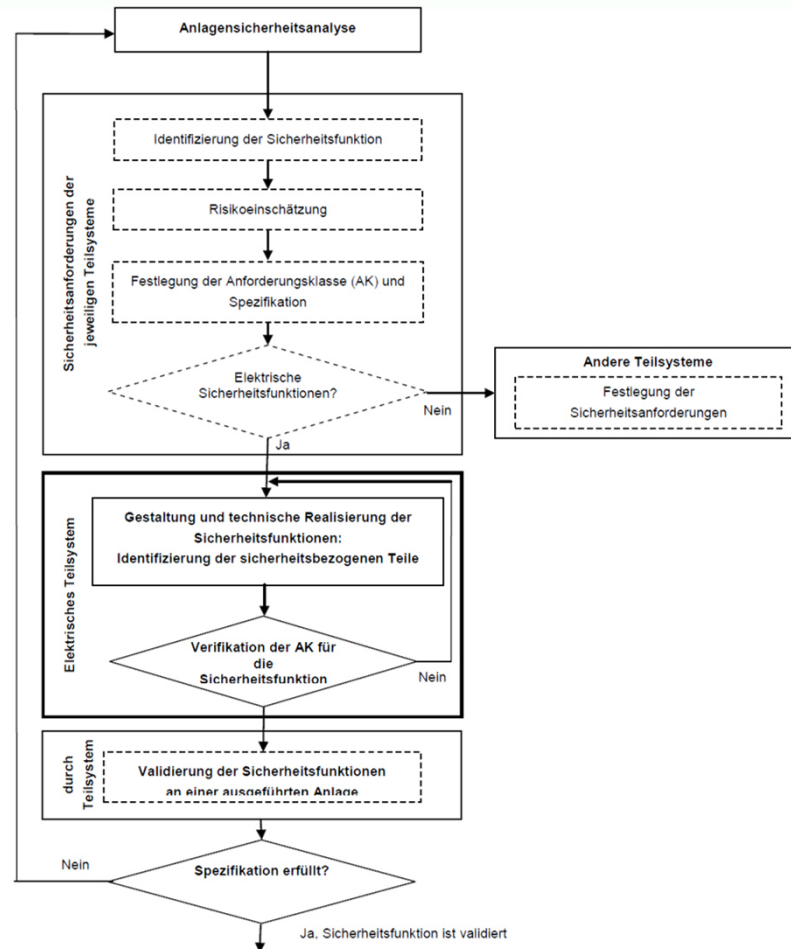 Anlagensicherheitsanalyse
Sicherheitsanforderungen der
jeweiligen Teilsysteme
Identifizierung der Sicherheitsfunktion
Risikoeinschätzung
Festlegung der Anforderungsklasse (AK) und
Spezifikation
Elektrische
Sicherheitsfunktionen?
Nein
Ja
Andere Teilsysteme
Festlegung der
Sicherheitsanforderungen
Elektrisches Teilsystem
Gestaltung und technische Realisierung der
Sicherheitsfunktionen:
Identifizierung der sicherheitsbezogenen Teile
Verifikation der AK für
die
Sicherheitsfunktion
Nein
durch
Teilsystem
Validierung der Sicherheitsfunktionen
an einer ausgeführten Anlage
Nein
Spezifikation erfüllt?
Ja, Sicherheitsfunktion ist validiert